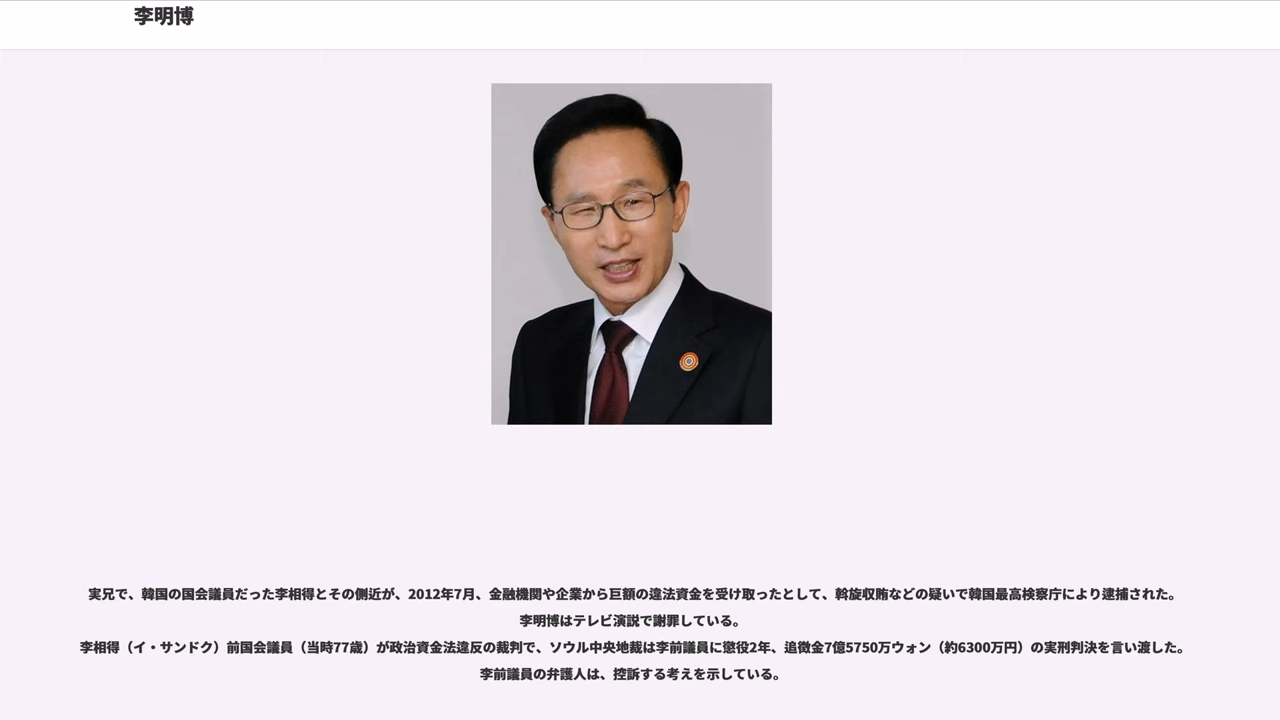 李明博
実兄で、韓国の国会議員だった李相得とその側近が、2012年7月、金融機関や企業から巨額の違法資金を受け取ったとして、斡旋収賄などの疑いで韓国最高検察庁により逮捕された。
李明博はテレビ演説で謝罪している。
李相得（イ・サンドク）前国会議員（当時77歳）が政治資金法違反の裁判で、ソウル中央地裁は李前議員に懲役2年、追徴金7億5750万ウォン（約6300万円）の実刑判決を言い渡した。
李前議員の弁護人は、控訴する考えを示している。